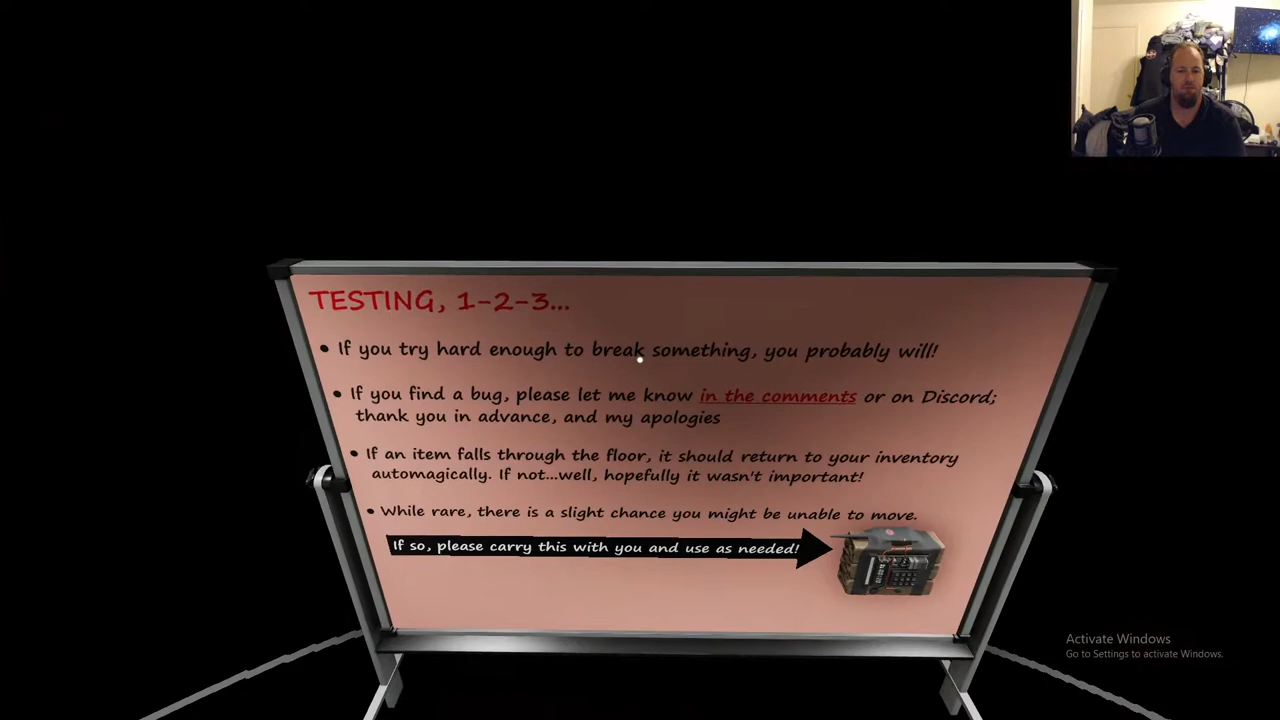 TESTING, 1-2-3...
• If you try hard enough to break something, you probably will!
• If you find a bug, please let me know in the comments or on Discord;
thank you in advance, and my apologies
• If an item falls through the floor, it should return to your inventory
automagically. If not...well, hopefully it wasn't important!
• While rare, there is a slight chance you might be unable to move.
If so, please carry this with you and use as needed!
Activate Windows
Go to Settings to activate Windows.